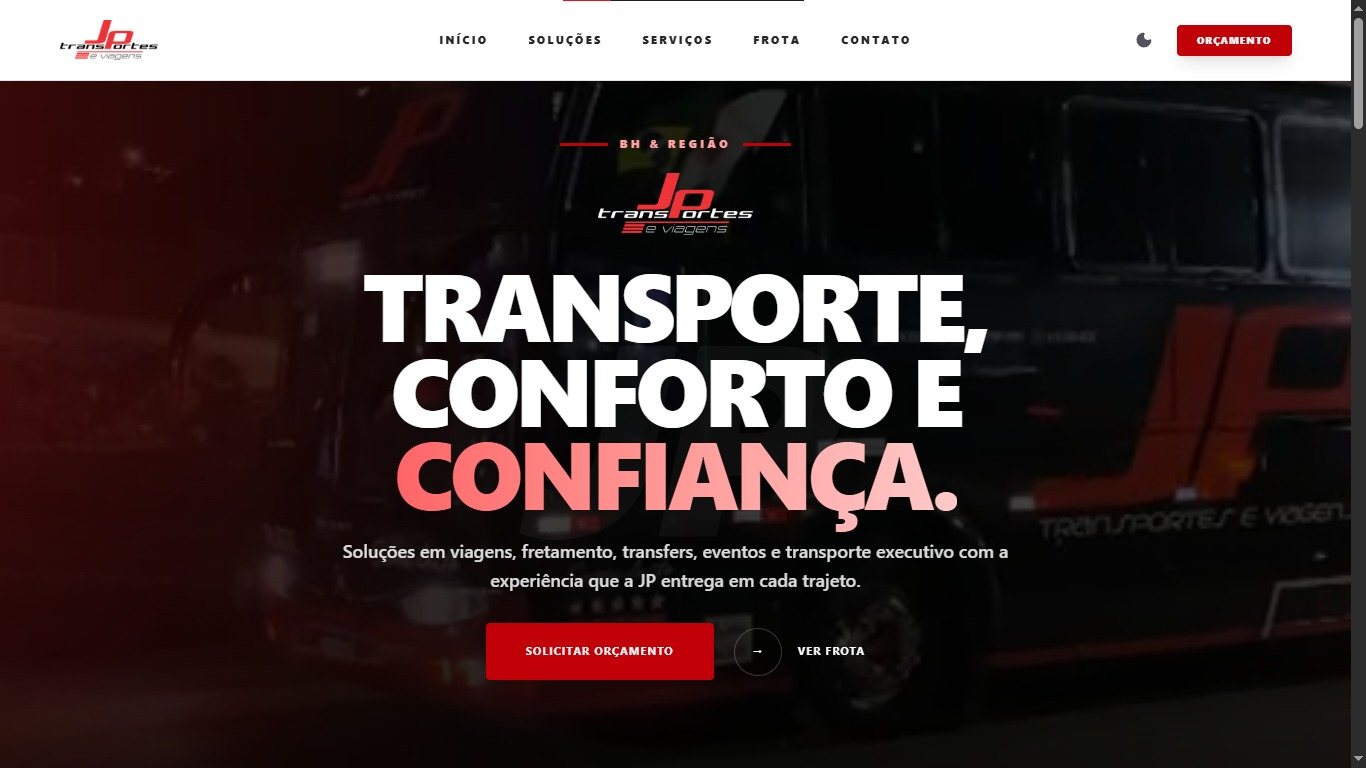 JP
transportes
e viagens
INÍCIO
SOLUÇÕES
SERVIÇOS
FROTA
CONTATO
ORÇAMENTO
BH & REGIÃO
JP
transportes
e viagens
TRANSPORTE,
CONFORTO E
CONFIANÇA.
Soluções em viagens, fretamento, transfers, eventos e transporte executivo com a
experiência que a JP entrega em cada trajeto.
SOLICITAR ORÇAMENTO
→
VER FROTA
JP
JP
TRANSPORTES E VIAGEN